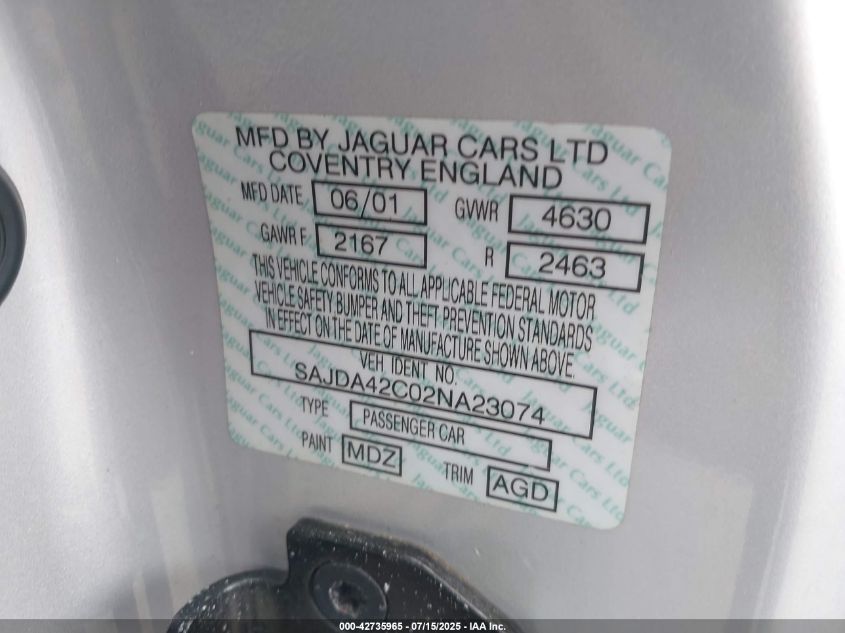 MFD BY JAGUAR CARS LTD
COVENTRY ENGLAND
MFD DATE 06/01 GVWR 4630
GAWR F 2167 R 2463
THIS VEHICLE CONFORMS TO ALL APPLICABLE FEDERAL MOTOR
VEHICLE SAFETY, BUMPER AND THEFT PREVENTION STANDARDS
IN EFFECT ON THE DATE OF MANUFACTURE SHOWN ABOVE.
VEH IDENT NO.
SAJDA42C02NA23074
TYPE PASSENGER CAR
PAINT MDZ TRIM AGD
000-42735965 - 07/15/2025 - IAA Inc.